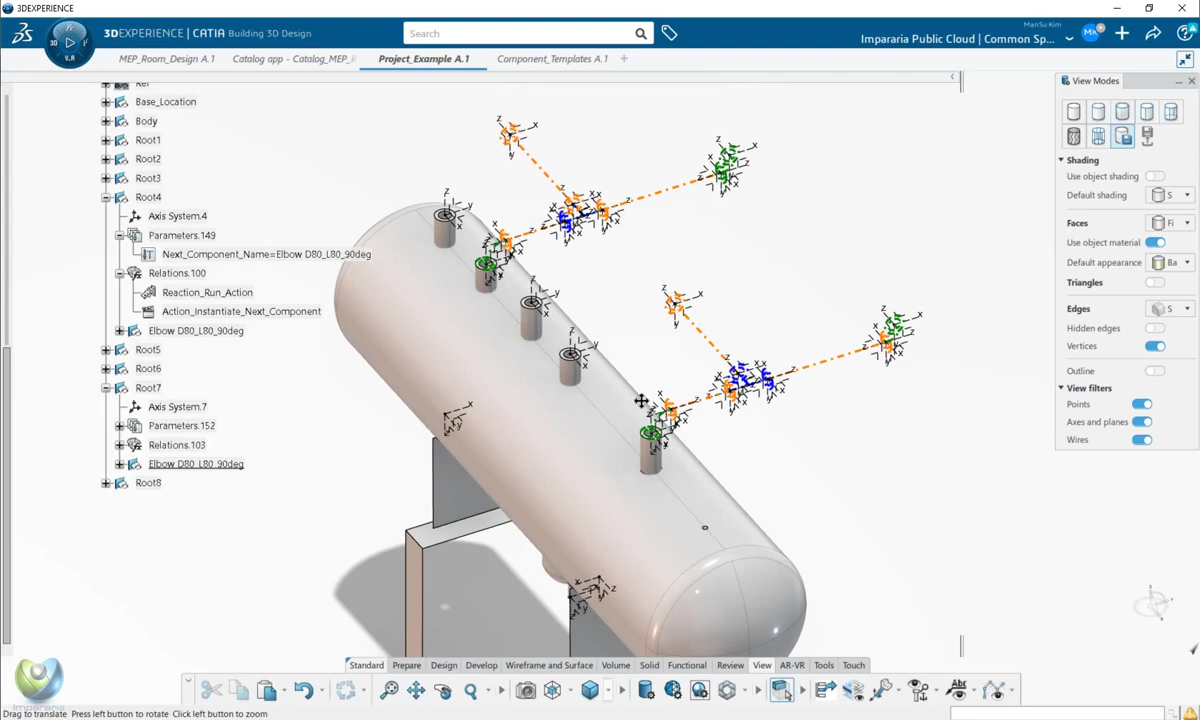 3DEXPERIENCE
3DEXPERIENCE | CATIA Building 3D Design
Search
ManSu Kim
Impararia Public Cloud | Common Sp...
MEP_Room_Design A.1
Catalog app - Catalog_MEP_R
Project_Example A.1
Component_Templates A.1
Ref
Base_Location
Body
Root1
Root2
Root3
Root4
Axis System.4
Parameters.149
Next_Component_Name=Elbow D80_L80_90deg
Relations.100
Reaction_Run_Action
Action_Instantiate_Next_Component
Elbow D80_L80_90deg
Root5
Root6
Root7
Axis System.7
Parameters.152
Relations.103
Elbow D80_L80_90deg
Root8
View Modes
Shading
Use object shading
Default shading
S
Faces
Fi
Use object material
Default appearance
Ba
Triangles
Edges
S
Hidden edges
Vertices
Outline
View filters
Points
Axes and planes
Wires
Standard
Prepare
Design
Develop
Wireframe and Surface
Volume
Solid
Functional
Review
View
AR-VR
Tools
Touch
Impararia
Drag to translate Press left button to rotate Click left button to zoom